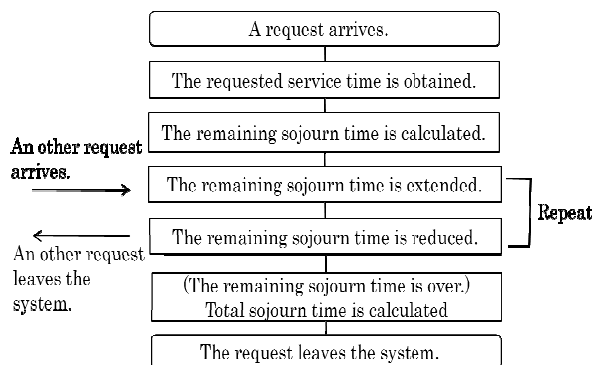 A request arrives.
The requested service time is obtained.
The remaining sojourn time is calculated.
An other request
arrives.
The remaining sojourn time is extended.
Repeat
The remaining sojourn time is reduced.
An other request
leaves the
system.
(The remaining sojourn time is over.)
Total sojourn time is calculated
The request leaves the system.